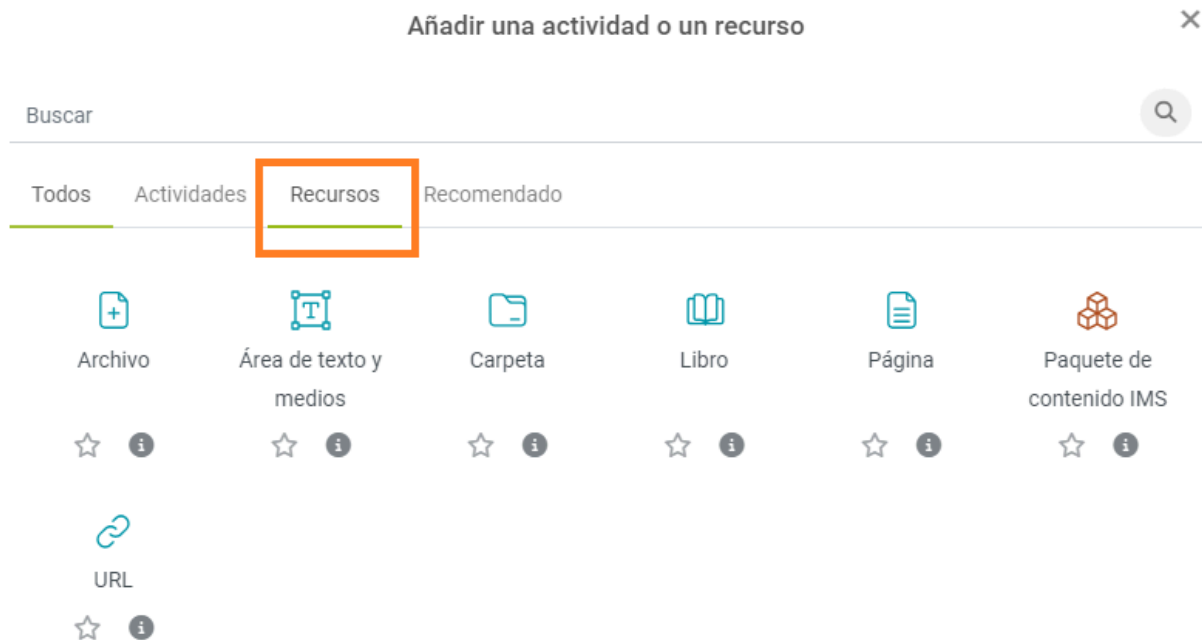 Añadir una actividad o un recurso
Buscar
Todos Actividades Recursos Recomendado
Archivo Área de texto y Carpeta Libro Página Paquete de
medios contenido IMS
URL